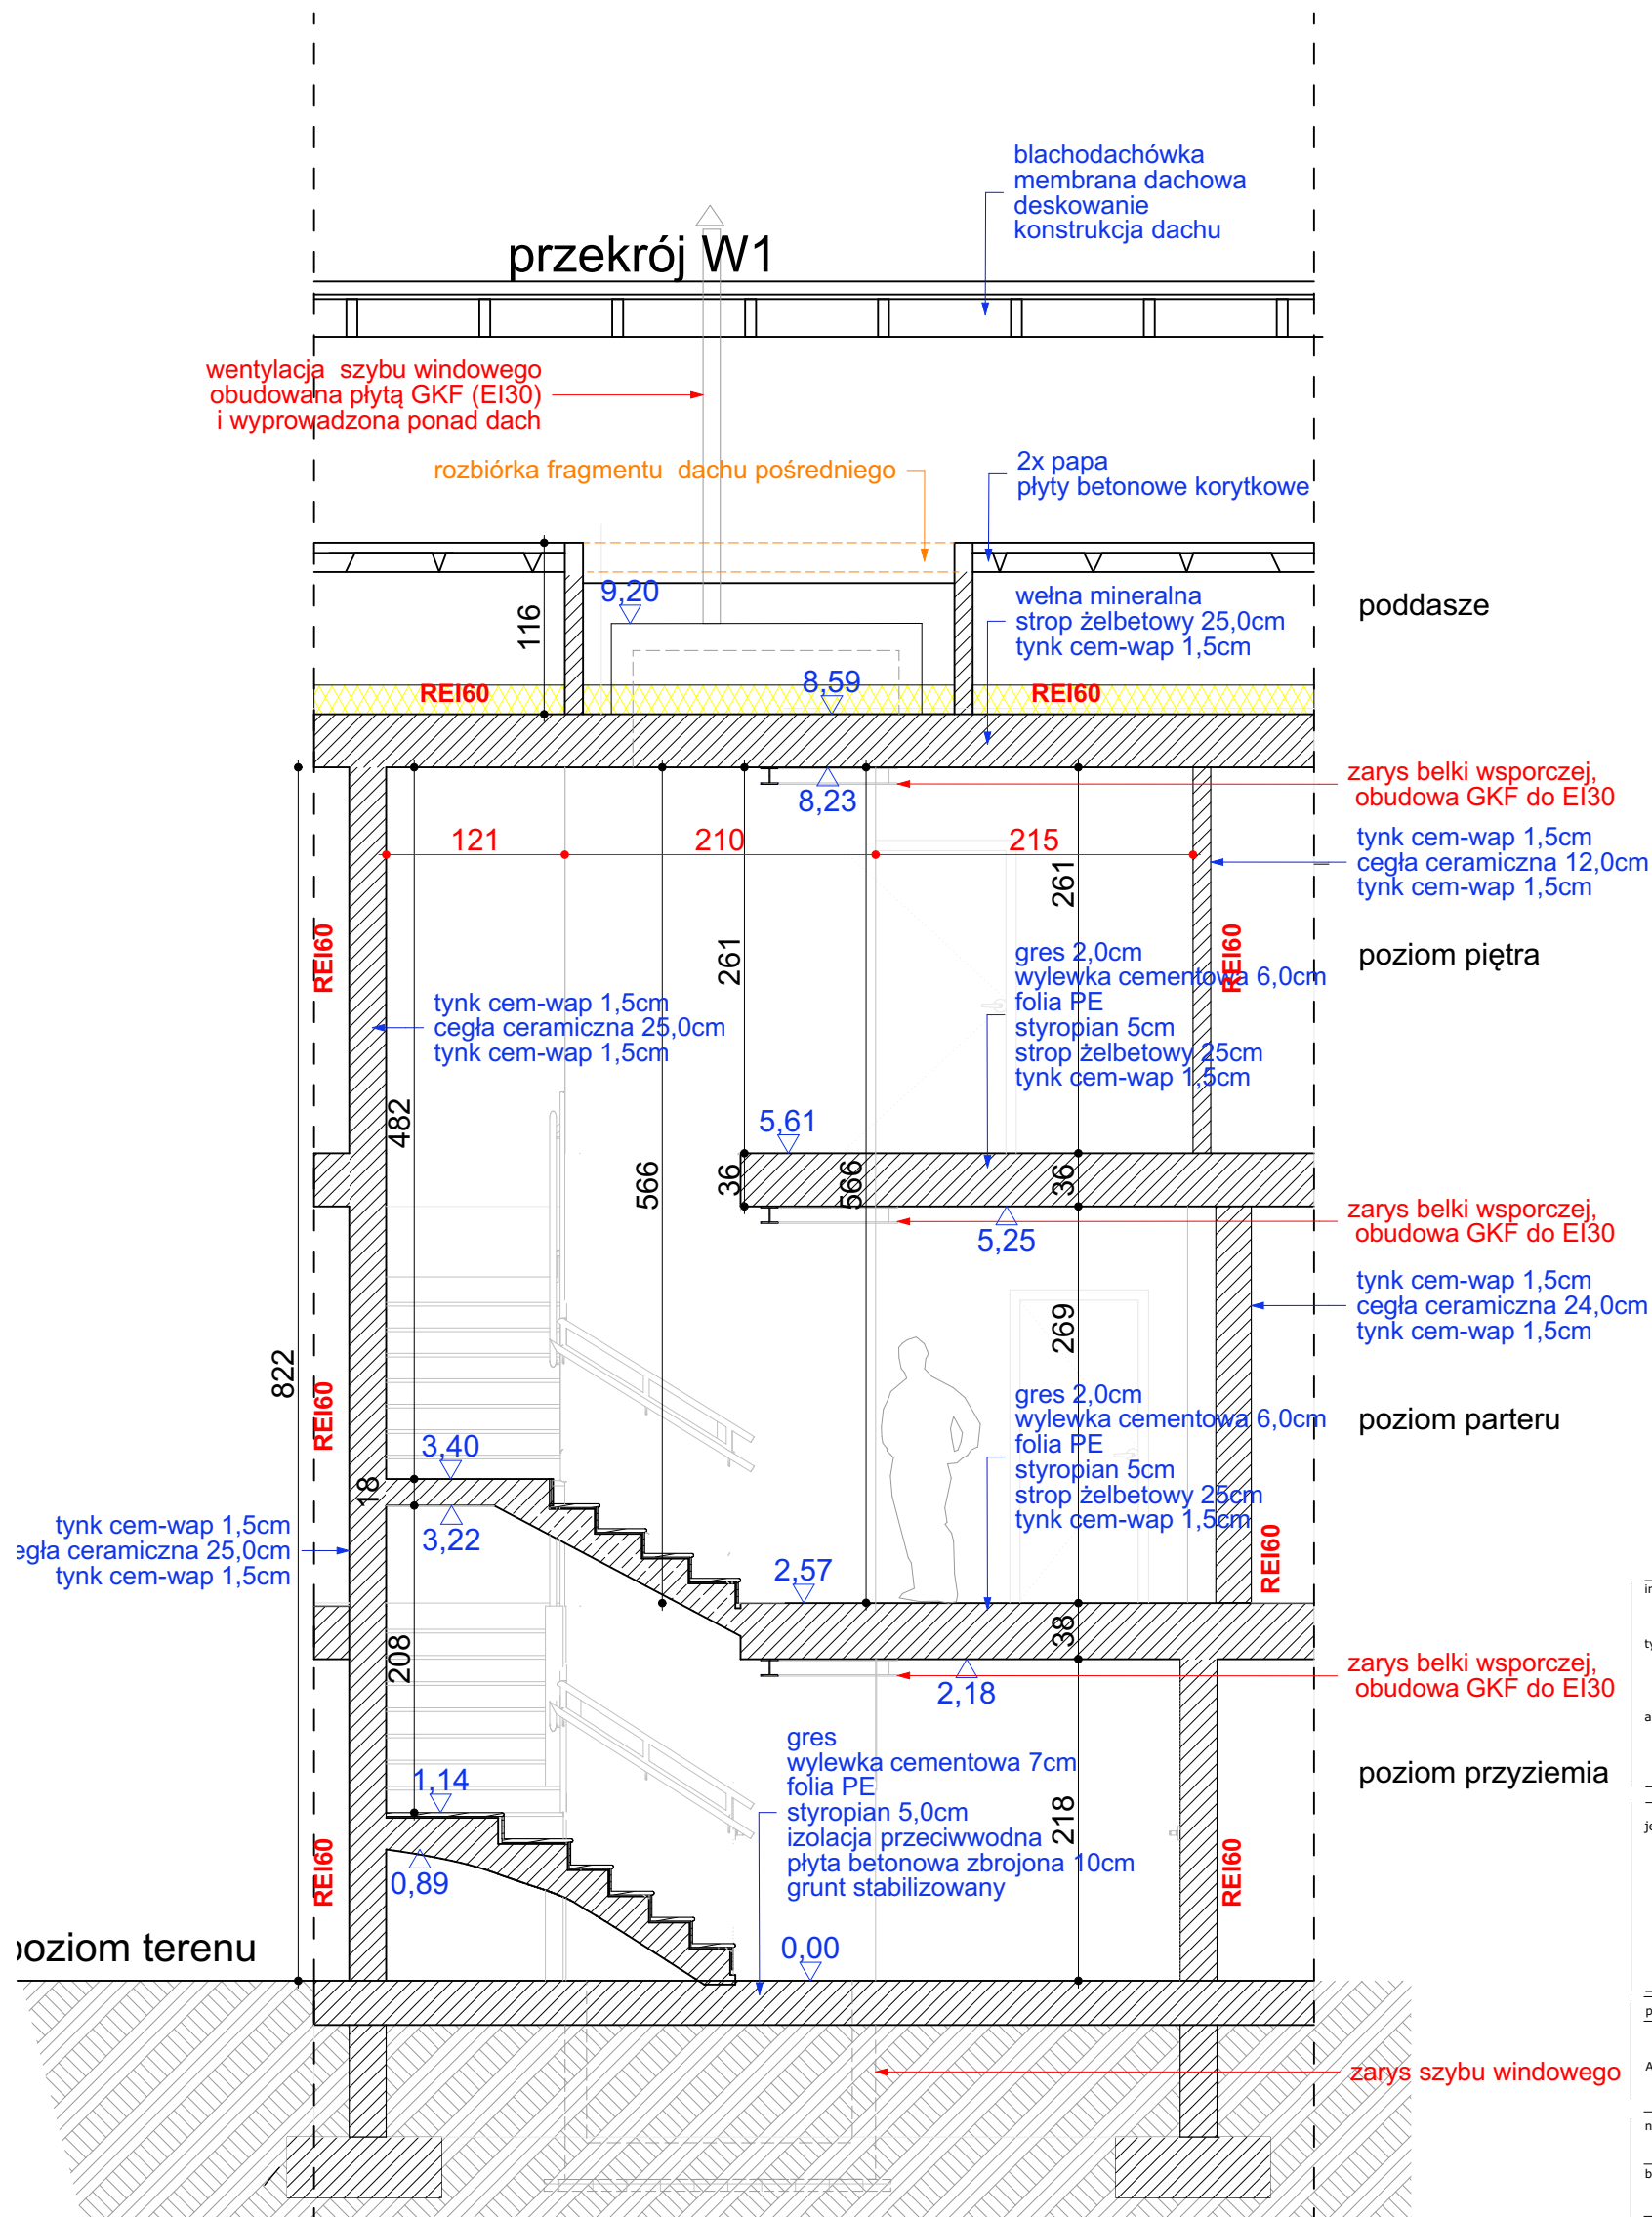 blachodachówka
membrana dachowa
deskowanie
konstrukcja dachu
przekrój W1
wentylacja szybu windowego
obudowana płytą GKF (EI30)
i wyprowadzona ponad dach
rozbiórka fragmentu dachu pośredniego
2x papa
płyty betonowe korytkowe
116
9,20
wełna mineralna
strop żelbetowy 25,0cm
tynk cem-wap 1,5cm
poddasze
REI60
8,59
REI60
8,23
zarys belki wsporczej,
obudowa GKF do EI30
121
210
215
tynk cem-wap 1,5cm
cegła ceramiczna 12,0cm
tynk cem-wap 1,5cm
261
261
REI60
REI60
poziom piętra
gres 2,0cm
wylewka cementowa 6,0cm
folia PE
styropian 5cm
strop żelbetowy 25cm
tynk cem-wap 1,5cm
tynk cem-wap 1,5cm
cegła ceramiczna 25,0cm
tynk cem-wap 1,5cm
482
5,61
566
36
566
36
5,25
zarys belki wsporczej,
obudowa GKF do EI30
tynk cem-wap 1,5cm
cegła ceramiczna 24,0cm
tynk cem-wap 1,5cm
822
269
REI60
gres 2,0cm
wylewka cementowa 6,0cm
folia PE
styropian 5cm
strop żelbetowy 25cm
tynk cem-wap 1,5cm
poziom parteru
3,40
18
3,22
tynk cem-wap 1,5cm
egła ceramiczna 25,0cm
tynk cem-wap 1,5cm
2,57
REI60
208
38
2,18
zarys belki wsporczej,
obudowa GKF do EI30
gres
wylewka cementowa 7cm
folia PE
styropian 5,0cm
izolacja przeciwwodna
płyta betonowa zbrojona 10cm
grunt stabilizowany
1,14
218
poziom przyziemia
0,89
REI60
REI60
oziom terenu
0,00
zarys szybu windowego